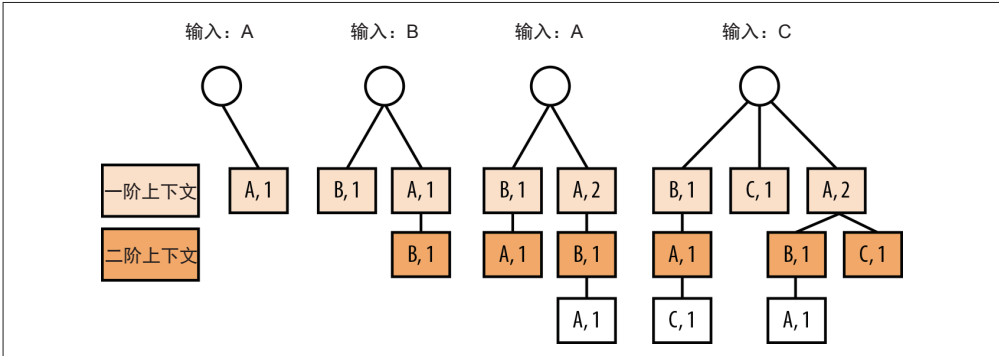 输入：A 输入：B 输入：A 输入：C
一阶上下文 A, 1 B, 1 A, 1 B, 1 A, 2 B, 1 C, 1 A, 2
二阶上下文 B, 1 A, 1 B, 1 A, 1 B, 1 C, 1
A, 1 C, 1 A, 1